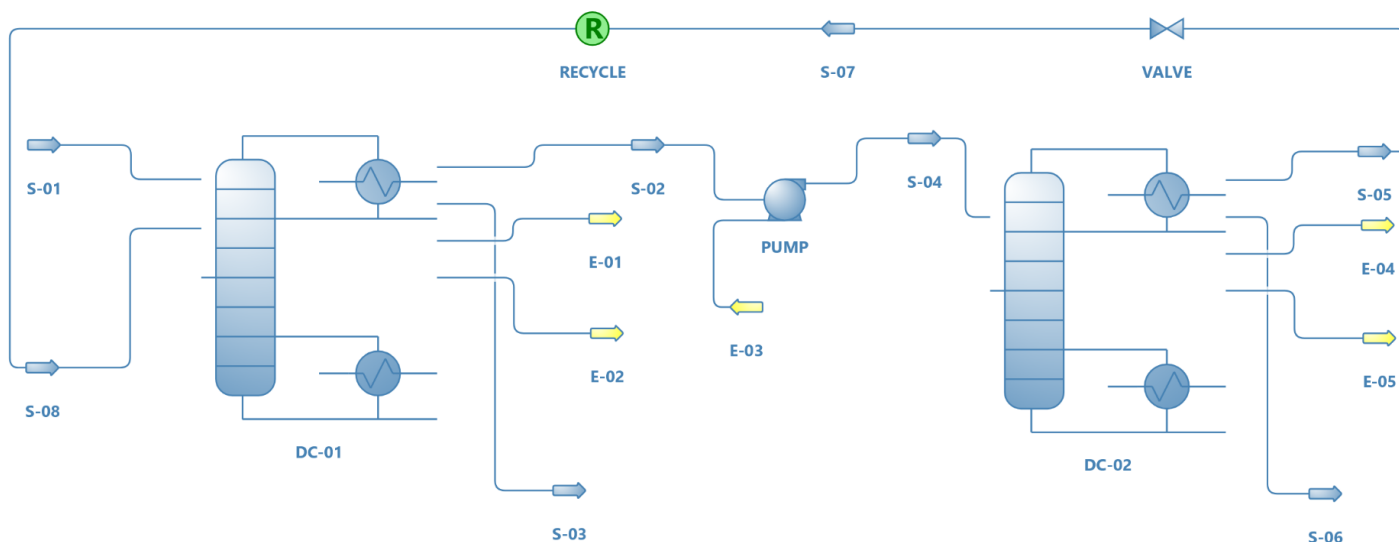 R
RECYCLE
S-07
VALVE
S-01
S-02
S-04
S-05
E-01
PUMP
E-04
E-03
E-02
E-05
S-08
DC-01
DC-02
S-03
S-06